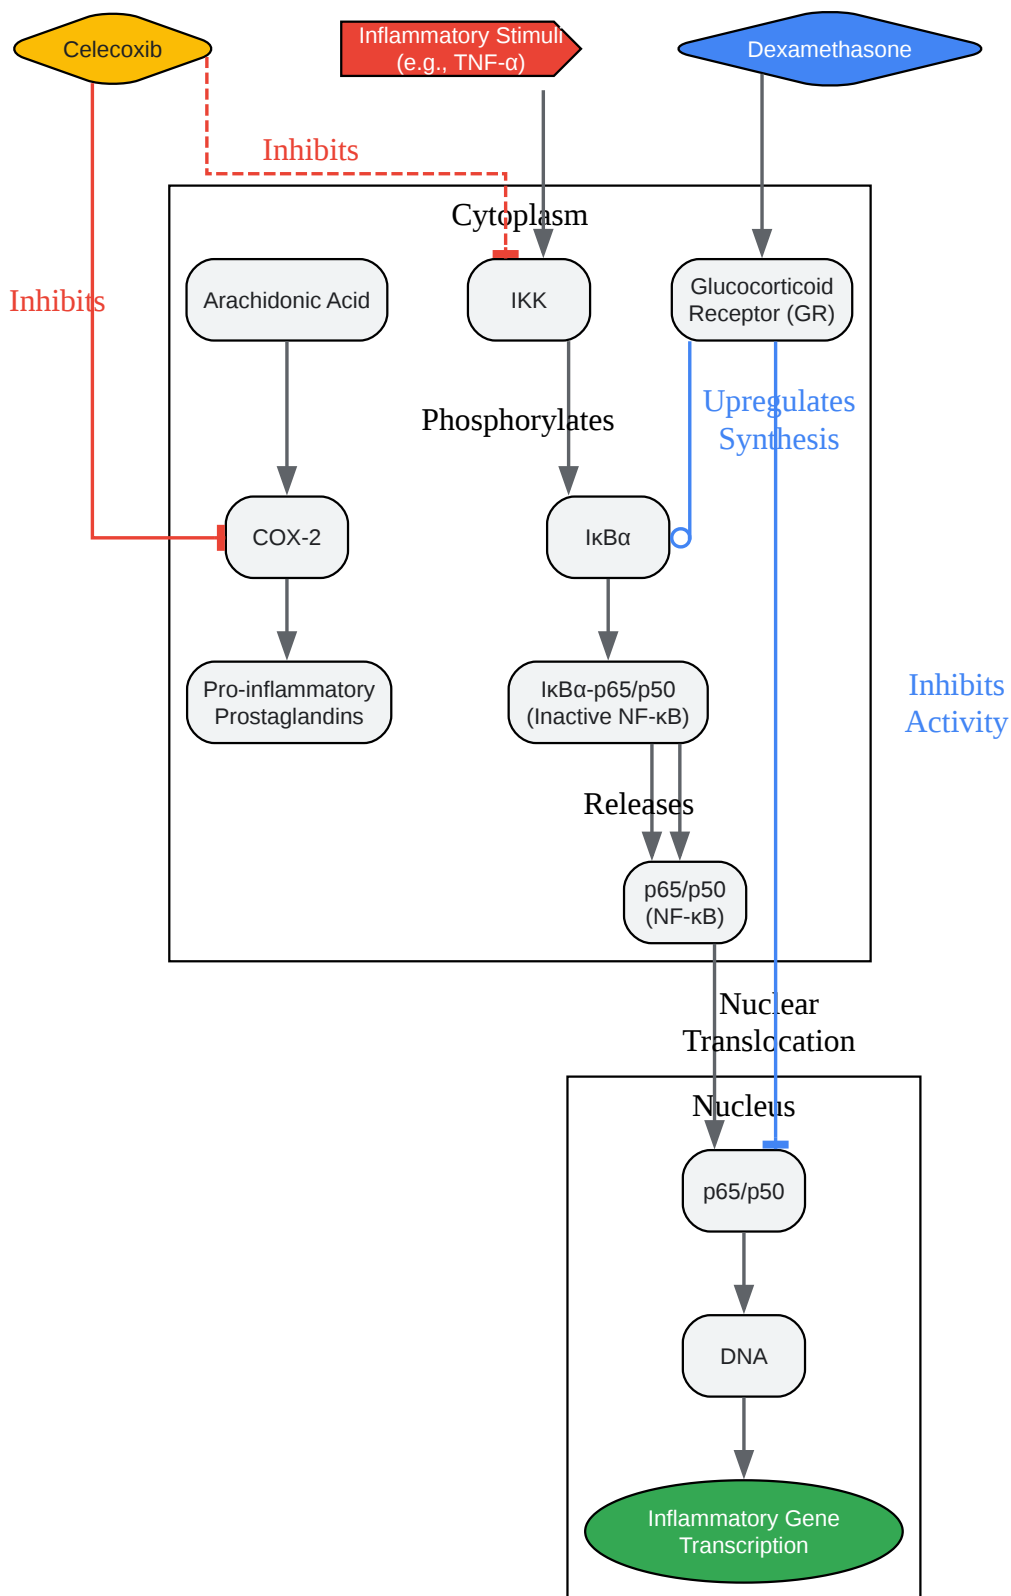 Celecoxib
Inflammatory Stimuli
(e.g., TNF-α)
Dexamethasone
Inhibits
Cytoplasm
Inhibits
Arachidonic Acid
IKK
Glucocorticoid
Receptor (GR)
Phosphorylates
Upregulates
Synthesis
COX-2
IκBα
Pro-inflammatory
Prostaglandins
IκBα-p65/p50
(Inactive NF-κB)
Inhibits
Activity
Releases
p65/p50
(NF-κB)
Nuclear
Translocation
Nucleus
p65/p50
DNA
Inflammatory Gene
Transcription